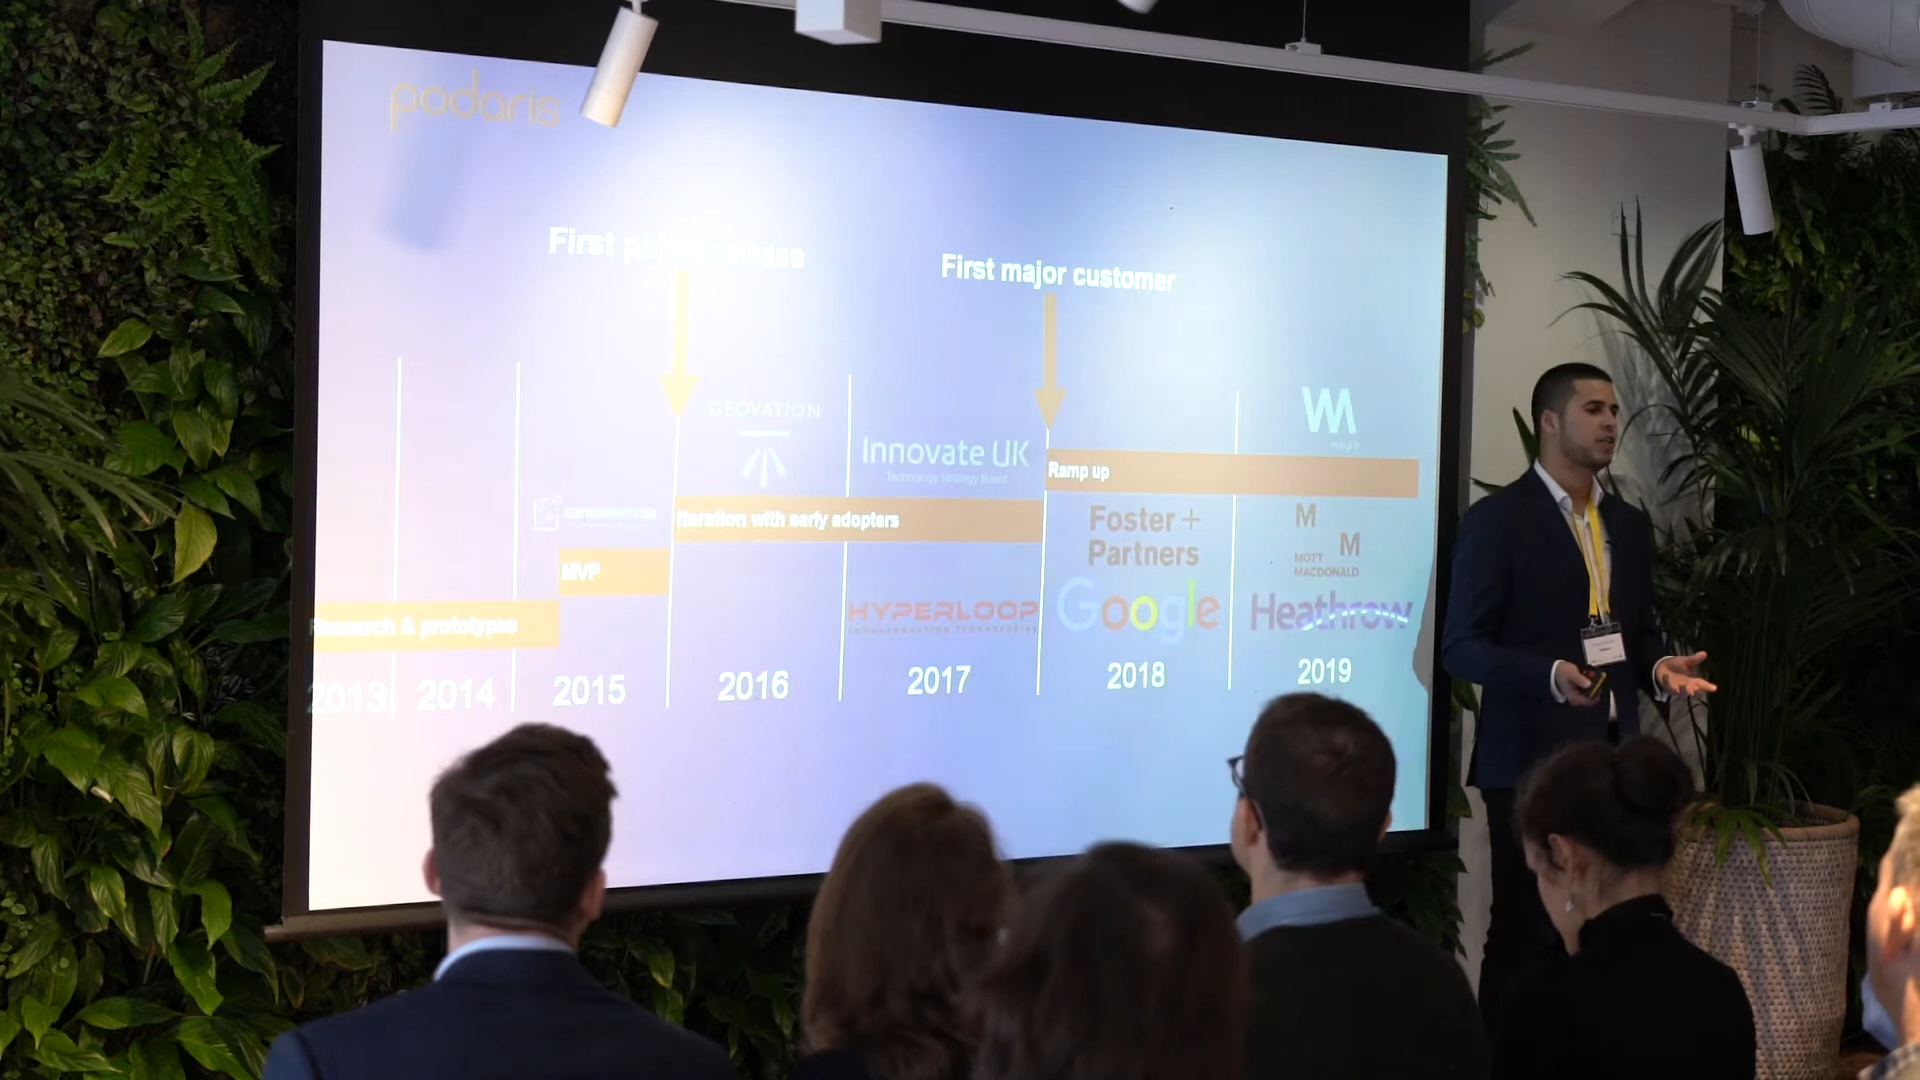 podaris
First public release
First major customer
GEOVATION
Innovate UK
Technology Strategy Board
wayra
Ramp up
Iteration with early adopters
Foster +
Partners
M
M
MOTT
MACDONALD
MVP
HYPERLOOP
Google
Heathrow
Research & prototypes
2013
2014
2015
2016
2017
2018
2019